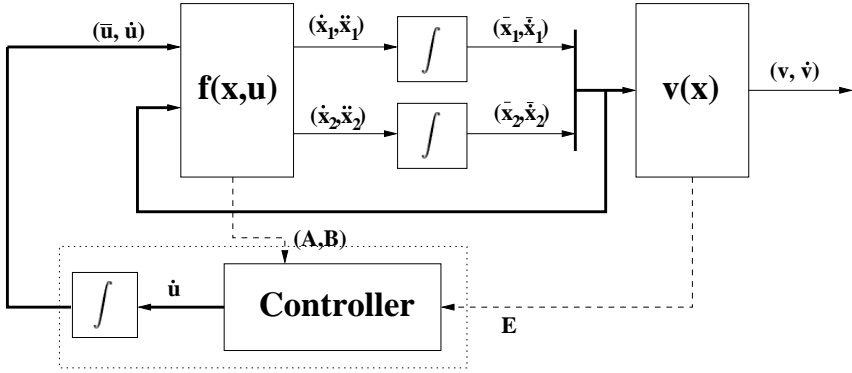 (u̅, u̇)
(ẋ₁,ẍ₁)
(x̄₁,ẋ̄₁)
∫
f(x,u)
v(x)
(v, v̇)
(ẋ₂,ẍ₂)
(x̄₂,ẋ̄₂)
∫
(A,B)
∫
u̇
Controller
E